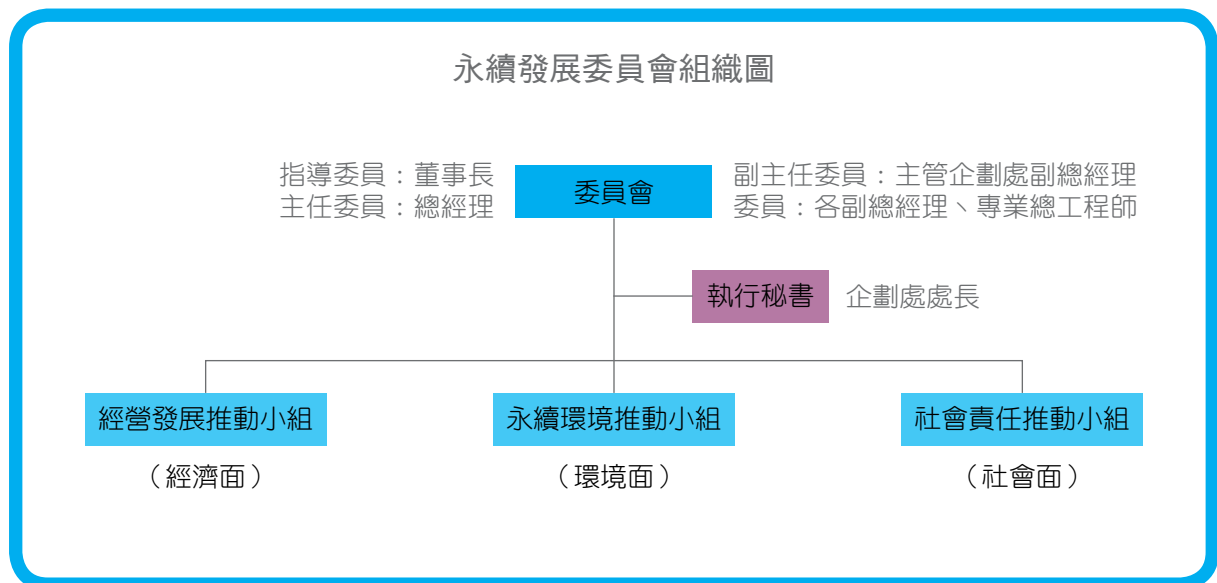 永續發展委員會組織圖
指導委員：董事長
主任委員：總經理
委員會
副主任委員：主管企劃處副總經理
委員：各副總經理、專業總工程師
執行秘書
企劃處處長
經營發展推動小組
永續環境推動小組
社會責任推動小組
（經濟面）
（環境面）
（社會面）